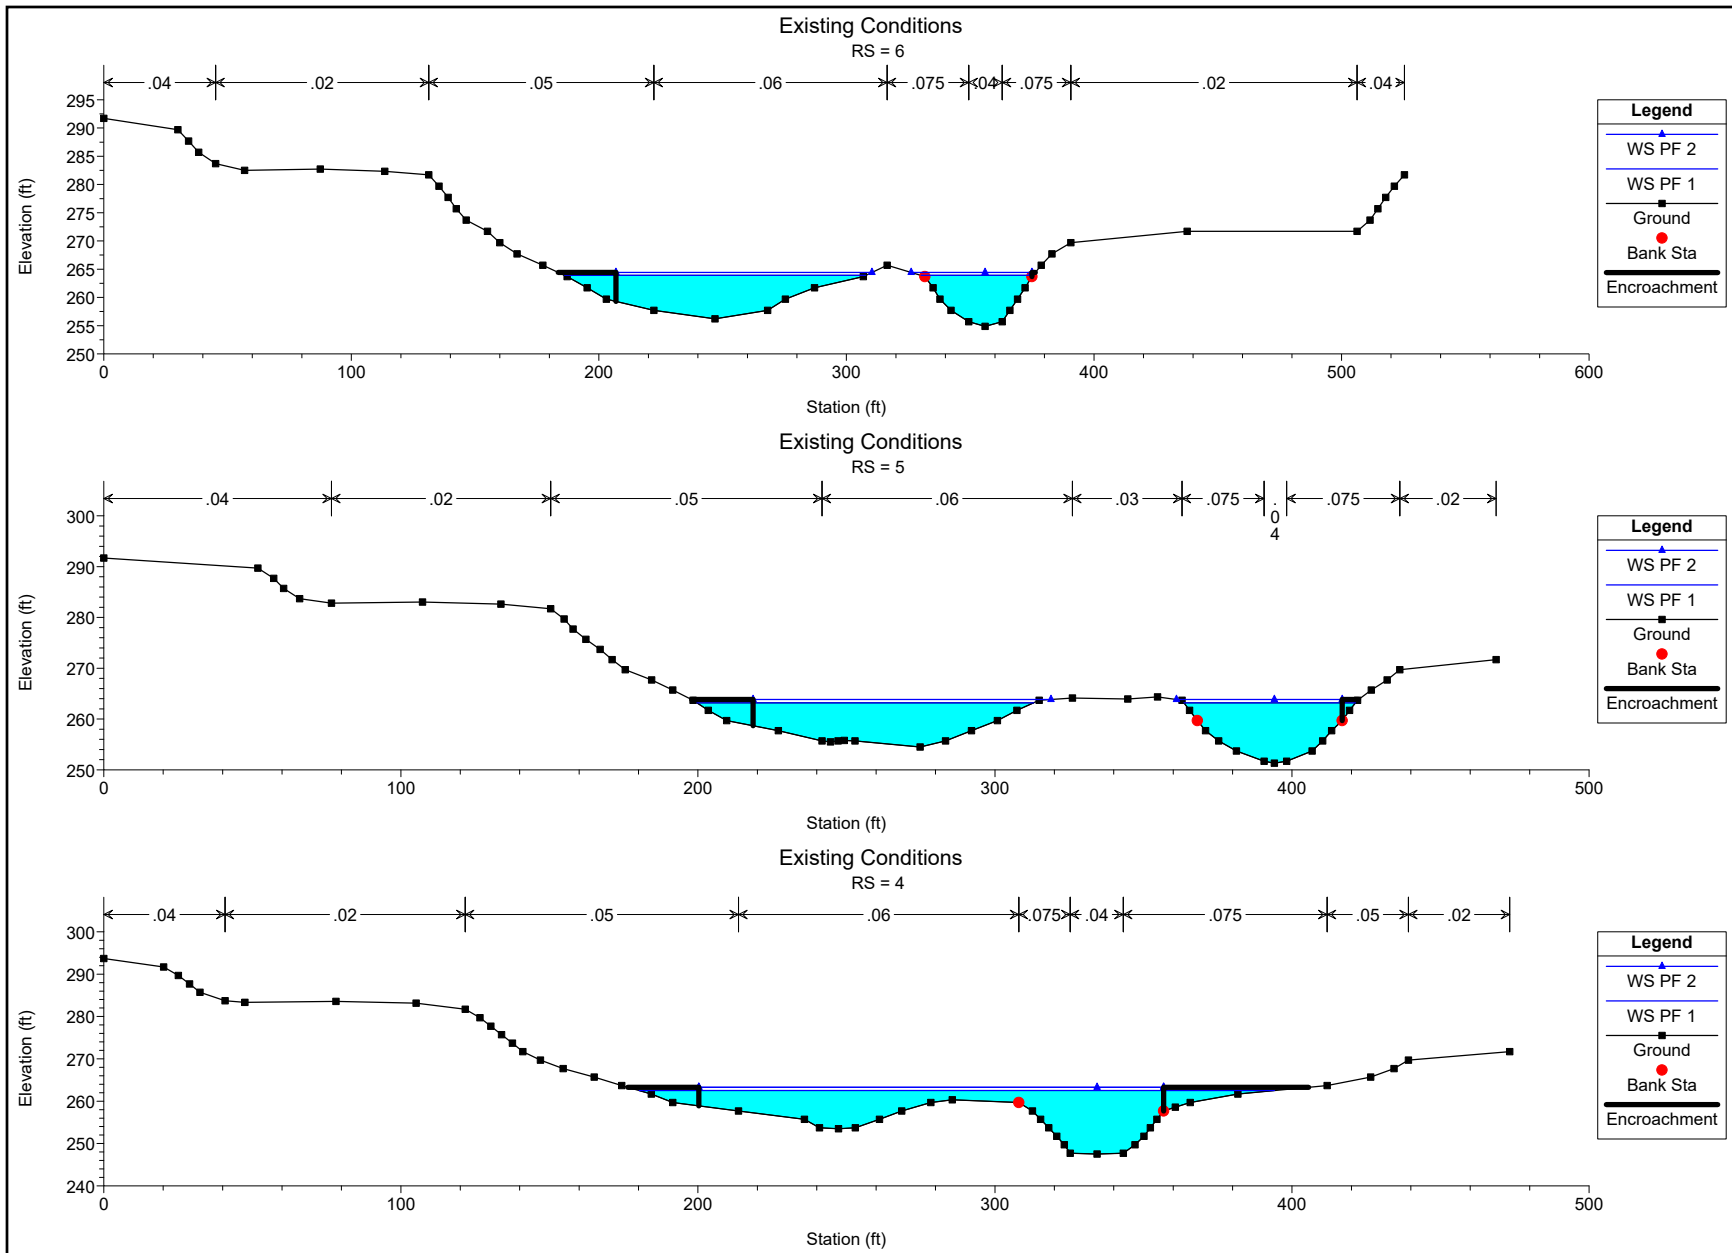 Existing Conditions
RS = 6
.04 .02 .05 .06 .075 .04 .075 .02 .04
Elevation (ft)
295
290
285
280
275
270
265
260
255
250
0 100 200 300 400 500 600
Station (ft)
Legend
WS PF 2
WS PF 1
Ground
Bank Sta
Encroachment
Existing Conditions
RS = 5
.04 .02 .05 .06 .03 .075 .04 .075 .02
Elevation (ft)
300
290
280
270
260
250
0 100 200 300 400 500
Station (ft)
Legend
WS PF 2
WS PF 1
Ground
Bank Sta
Encroachment
Existing Conditions
RS = 4
.04 .02 .05 .06 .075 .04 .075 .05 .02
Elevation (ft)
300
290
280
270
260
250
240
0 100 200 300 400 500
Station (ft)
Legend
WS PF 2
WS PF 1
Ground
Bank Sta
Encroachment